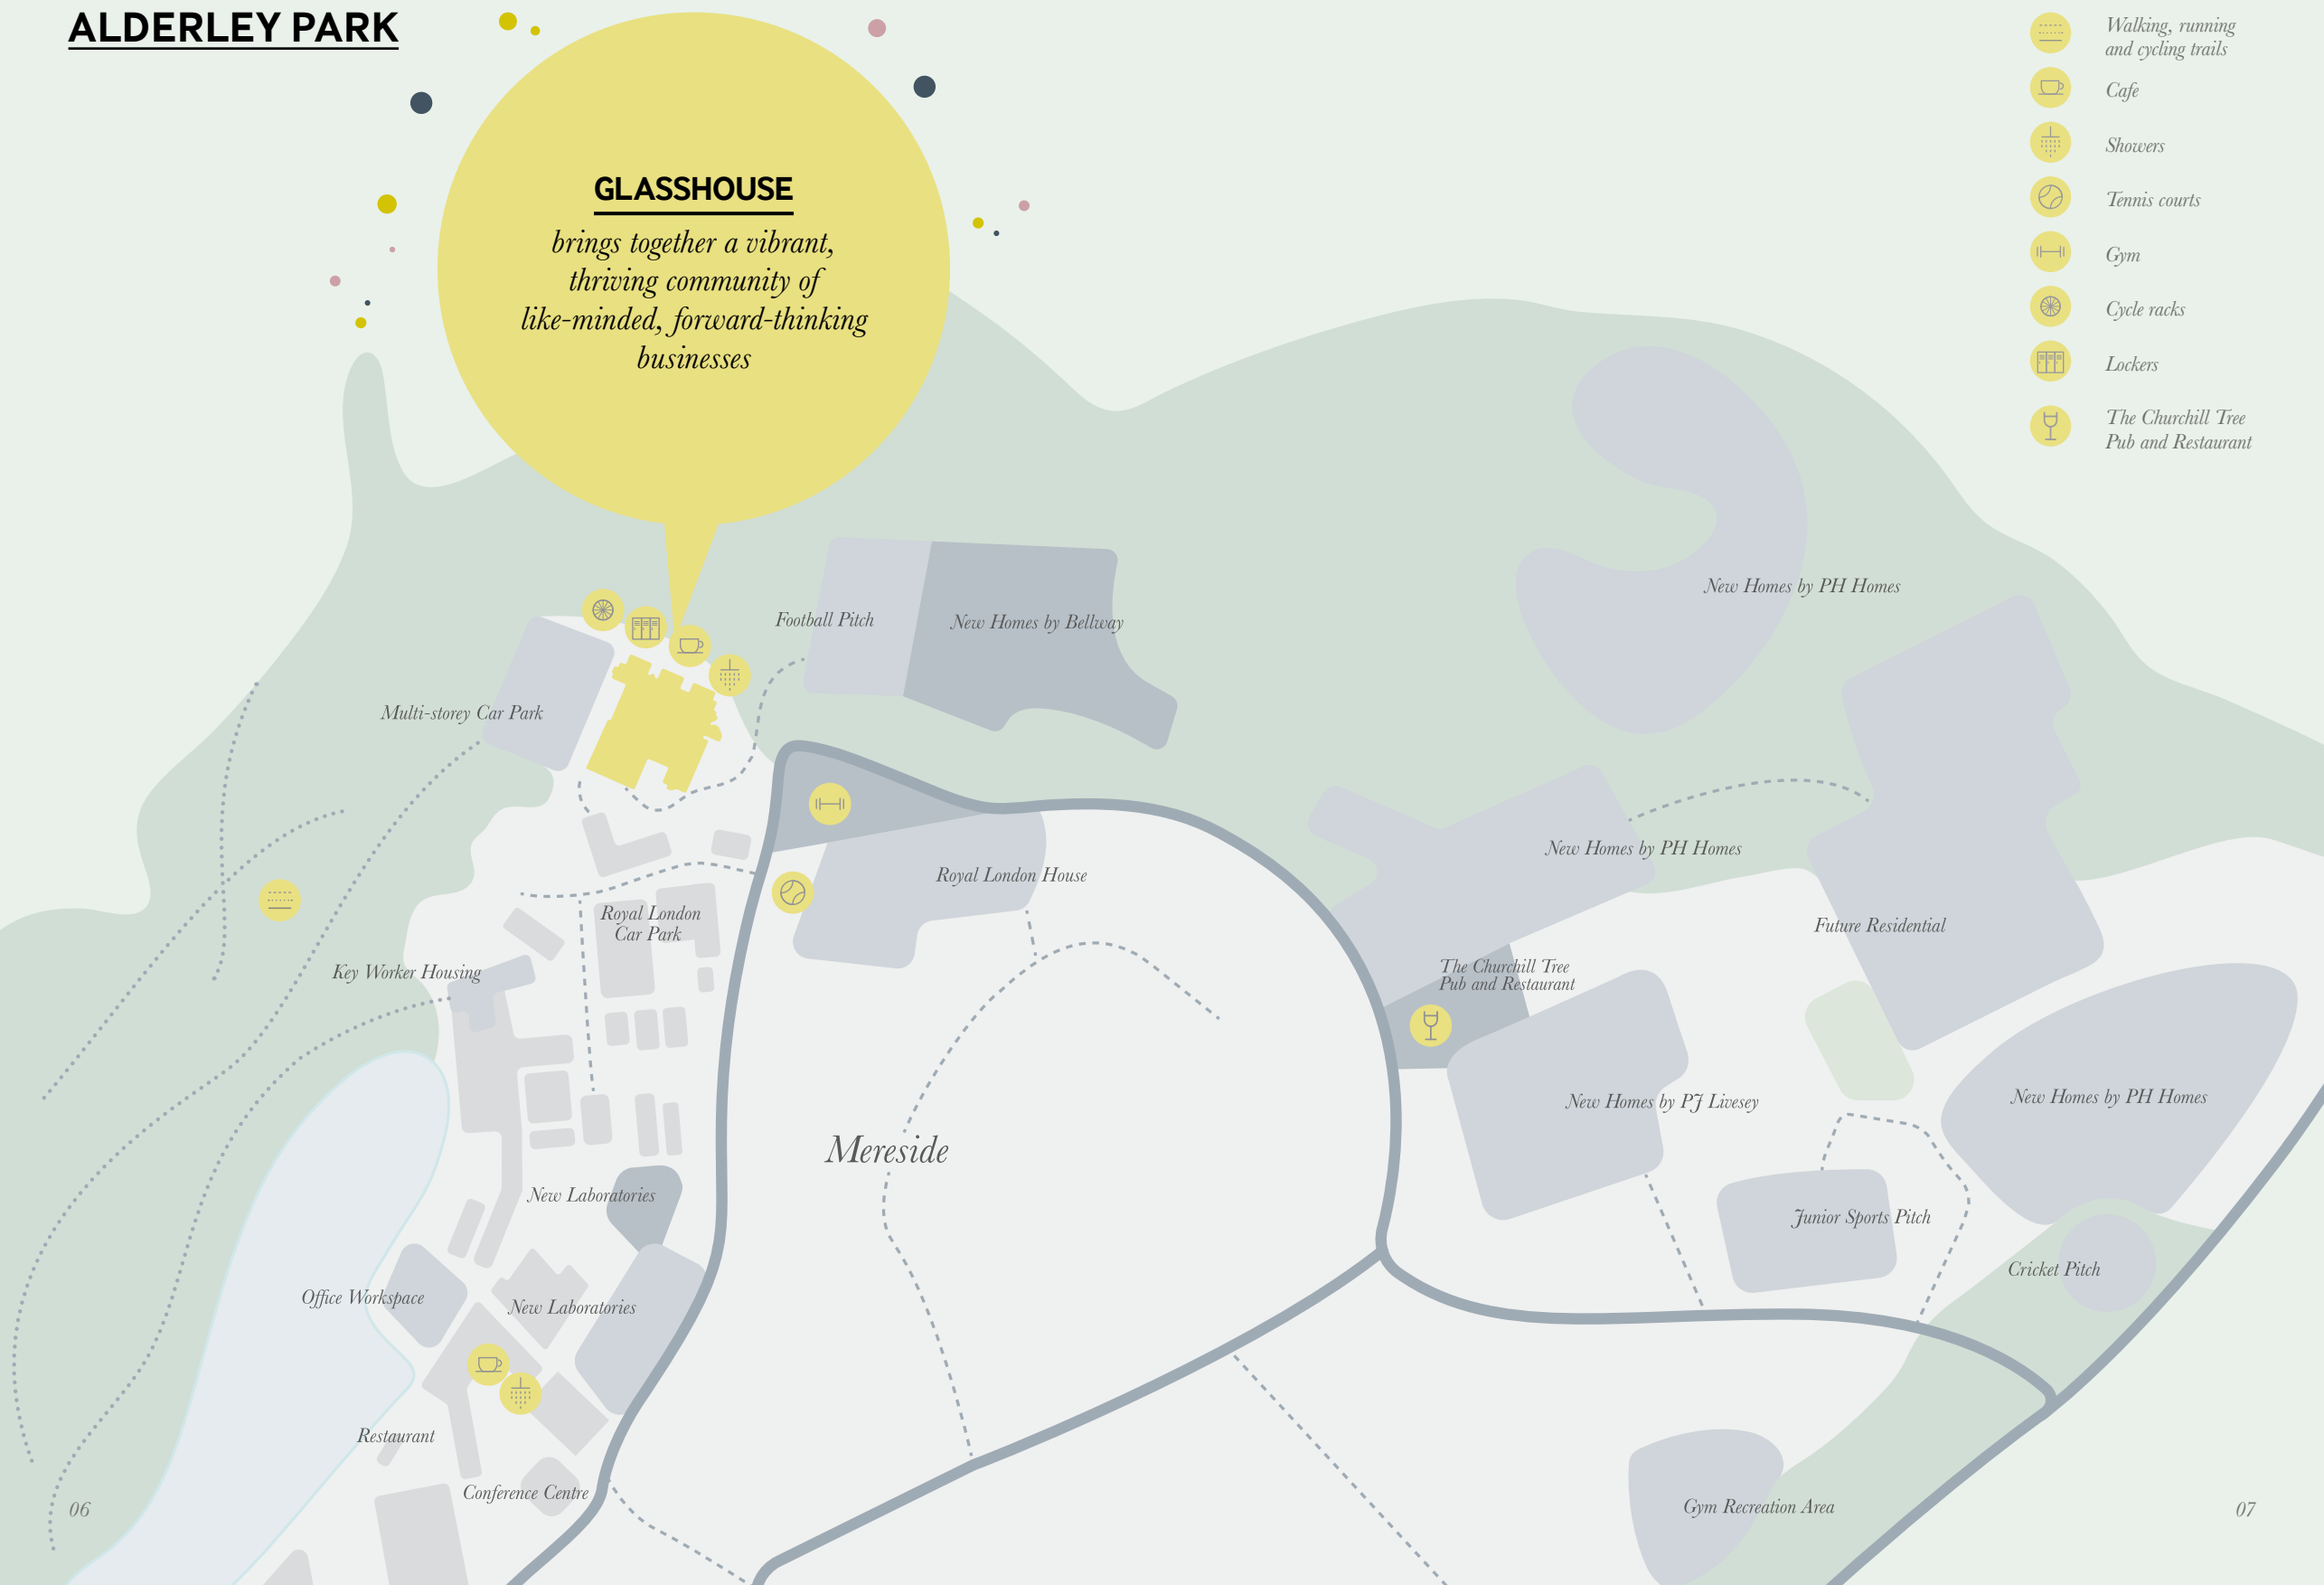 ALDERLEY PARK
GLASSHOUSE
brings together a vibrant,
thriving community of
like-minded, forward-thinking
businesses
Walking, running
and cycling trails
Cafe
Showers
Tennis courts
Gym
Cycle racks
Lockers
The Churchill Tree
Pub and Restaurant
New Homes by PH Homes
Football Pitch
New Homes by Bellway
Multi-storey Car Park
New Homes by PH Homes
Royal London House
Royal London
Car Park
Future Residential
Key Worker Housing
The Churchill Tree
Pub and Restaurant
New Homes by PH Homes
New Homes by PJ Livesey
Mereside
New Laboratories
Junior Sports Pitch
Cricket Pitch
Office Workspace
New Laboratories
Restaurant
Conference Centre
Gym Recreation Area
06
07